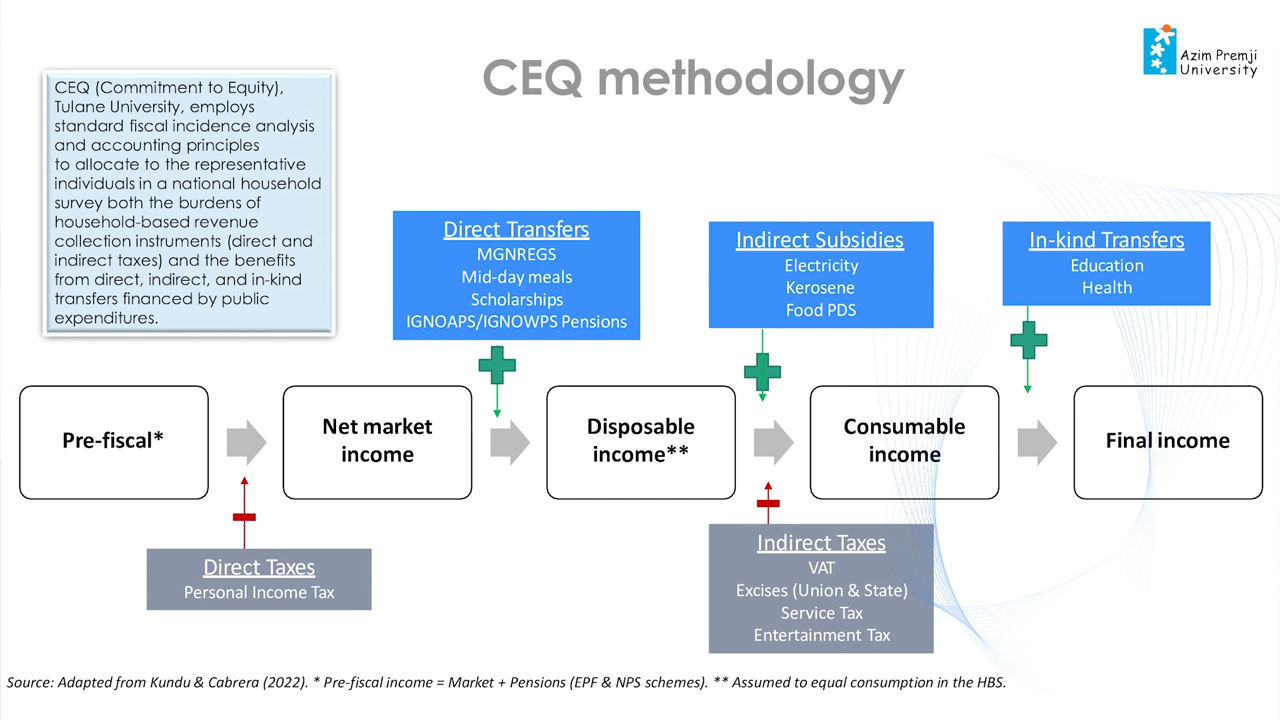 CEQ methodology
Azim Premji
University
CEQ (Commitment to Equity),
Tulane University, employs
standard fiscal incidence analysis
and accounting principles
to allocate to the representative
individuals in a national household
survey both the burdens of
household-based revenue
collection instruments (direct and
indirect taxes) and the benefits
from direct, indirect, and in-kind
transfers financed by public
expenditures.
Direct Transfers
MGNREGS
Mid-day meals
Scholarships
IGNOAPS/IGNOWPS Pensions
Indirect Subsidies
Electricity
Kerosene
Food PDS
In-kind Transfers
Education
Health
Pre-fiscal*
Net market
income
Disposable
income**
Consumable
income
Final income
Direct Taxes
Personal Income Tax
Indirect Taxes
VAT
Excises (Union & State)
Service Tax
Entertainment Tax
Source: Adapted from Kundu & Cabrera (2022). * Pre-fiscal income = Market + Pensions (EPF & NPS schemes). ** Assumed to equal consumption in the HBS.